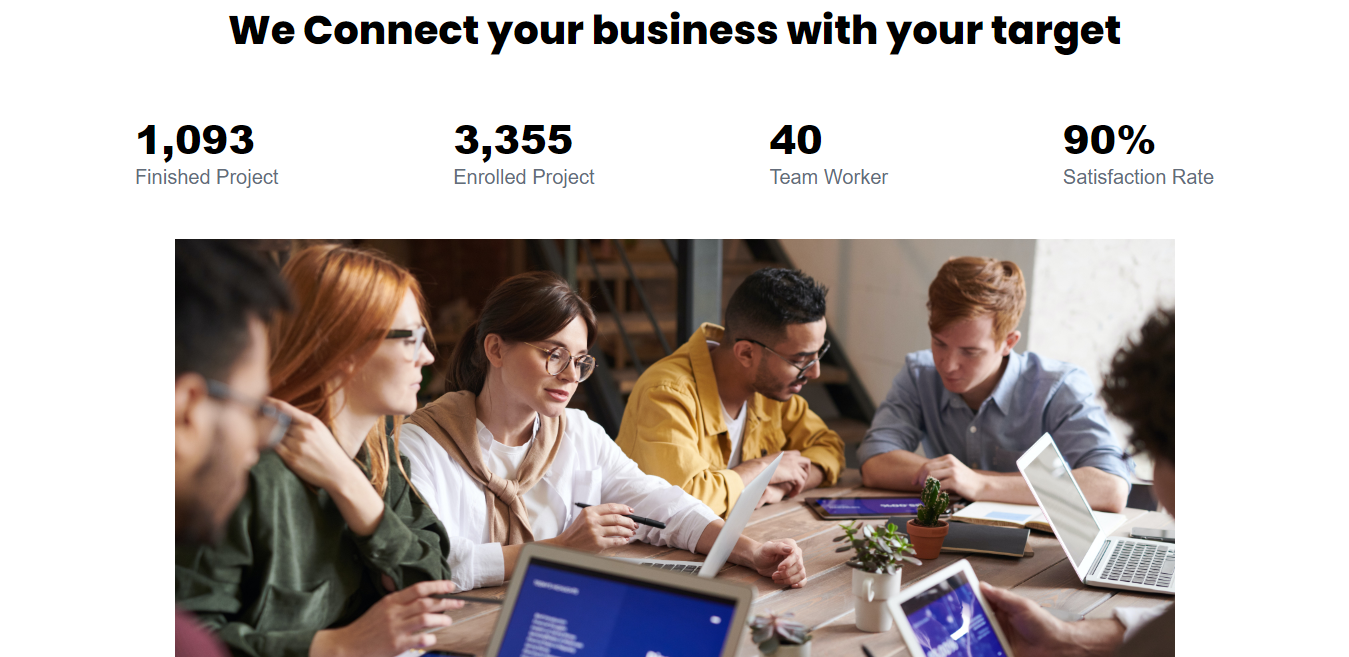 We Connect your business with your target
1,093
Finished Project
3,355
Enrolled Project
40
Team Worker
90%
Satisfaction Rate